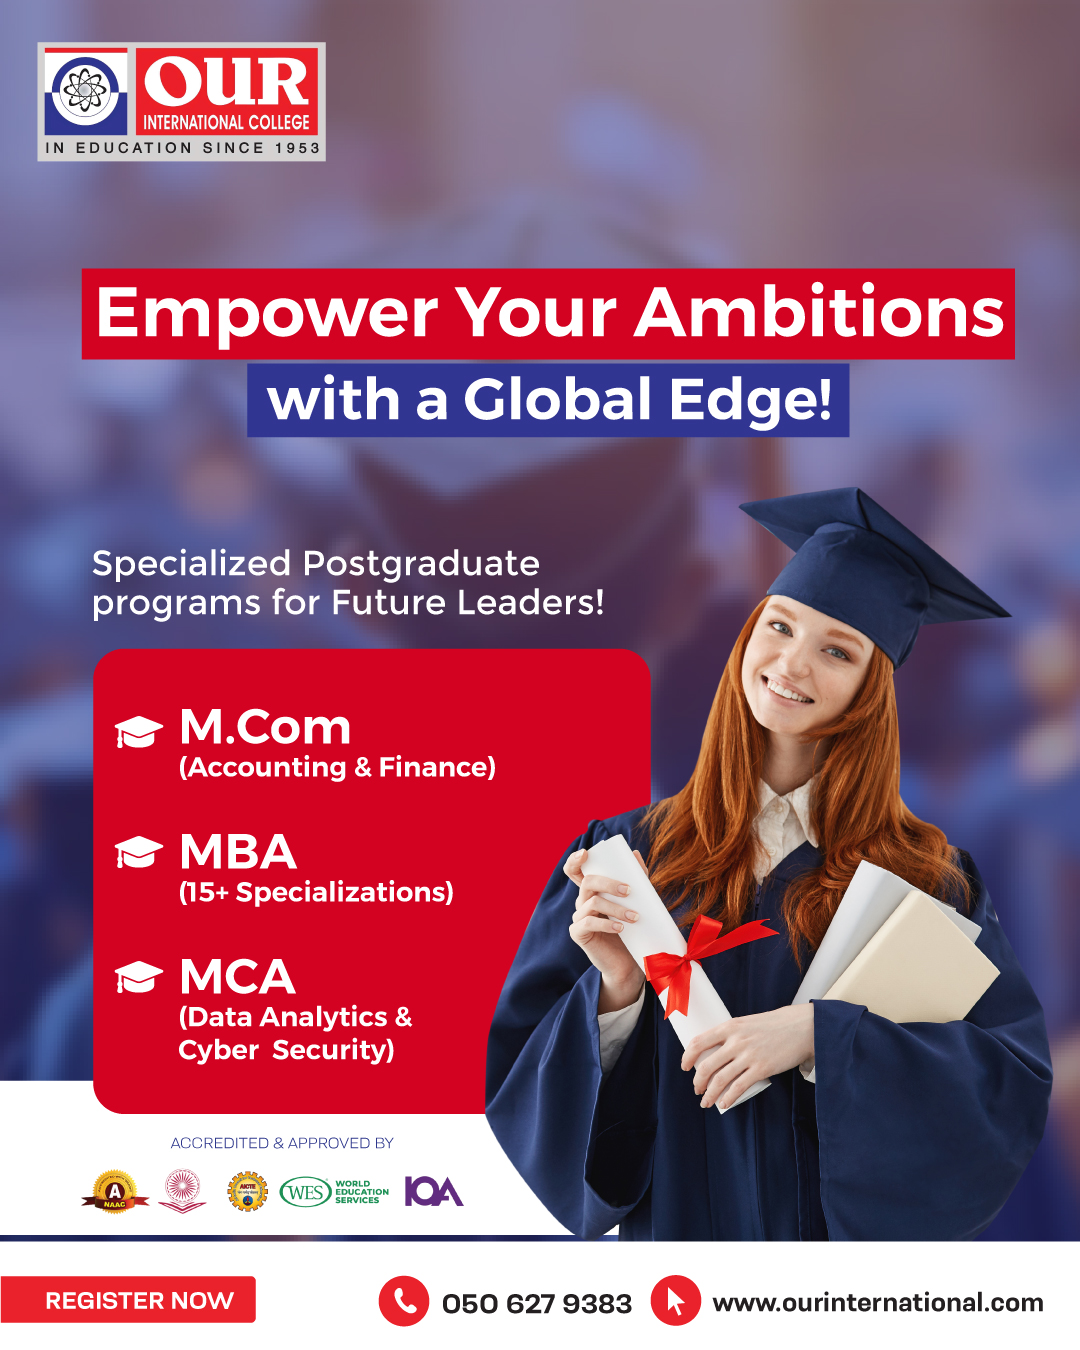 OUR
INTERNATIONAL COLLEGE
IN EDUCATION SINCE 1953
Empower Your Ambitions
with a Global Edge!
Specialized Postgraduate
programs for Future Leaders!
M.Com
(Accounting & Finance)
MBA
(15+ Specializations)
MCA
(Data Analytics &
Cyber Security)
ACCREDITED & APPROVED BY
A
NAAC
AICTE
WES
WORLD
EDUCATION
SERVICES
IQA
REGISTER NOW
050 627 9383
www.ourinternational.com